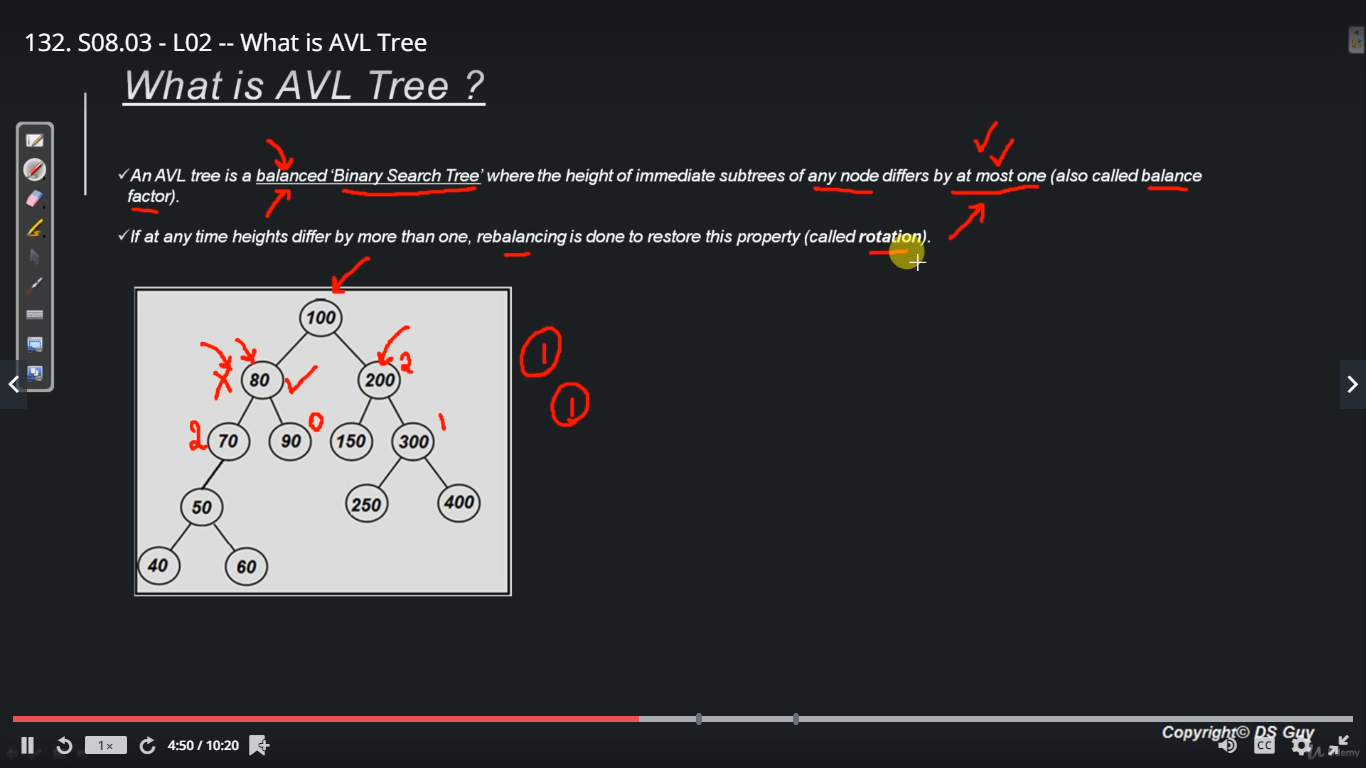 132. S08.03 - L02 -- What is AVL Tree
What is AVL Tree ?
✓An AVL tree is a balanced ‘Binary Search Tree’ where the height of immediate subtrees of any node differs by at most one (also called balance
factor).
✓If at any time heights differ by more than one, rebalancing is done to restore this property (called rotation).
100
80 200 2
2 70 90 0 150 300 1
50 250 400
40 60
1
1
1x 4:50 / 10:20
Copyright© DS Guy
CC